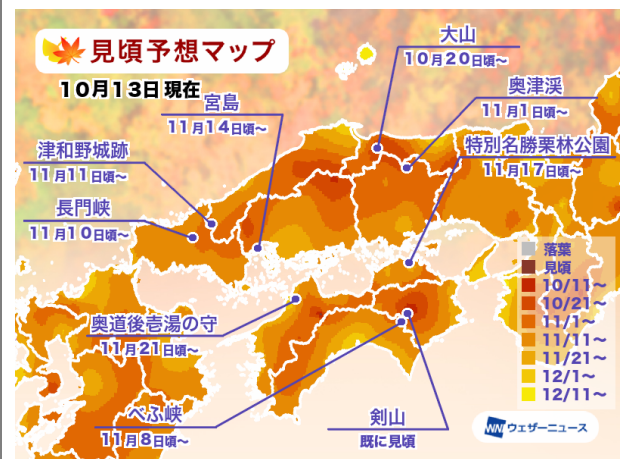 見頃予想マップ
10月13日現在
大山
10月20日頃～
奥津渓
11月1日頃～
宮島
11月14日頃～
特別名勝栗林公園
11月17日頃～
津和野城跡
11月11日頃～
長門峡
11月10日頃～
落葉
見頃
10/11～
10/21～
11/1～
11/11～
11/21～
12/1～
12/11～
奥道後壱湯の守
11月21日頃～
べふ峡
11月8日頃～
剣山
既に見頃
ウェザーニュース